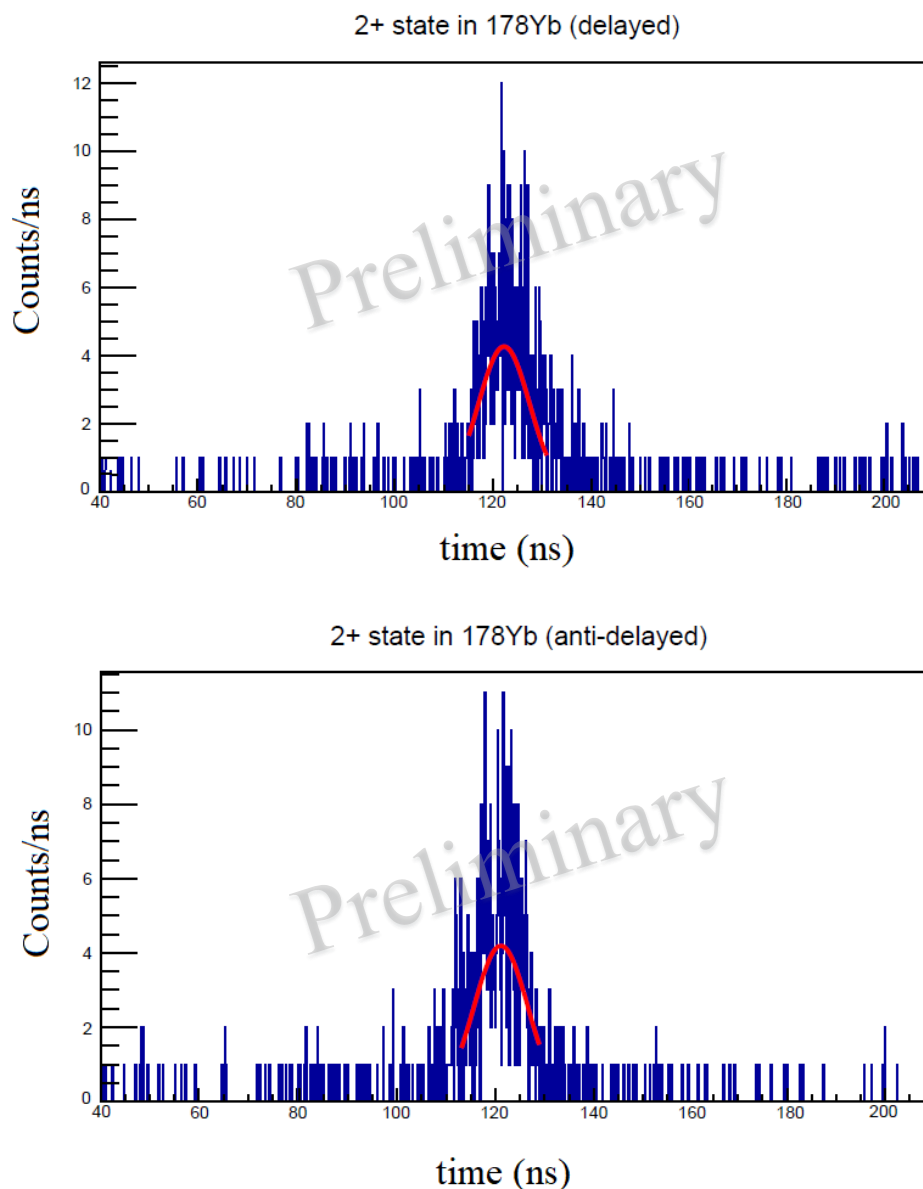 2+ state in 178Yb (delayed)
12
10
8
6
4
2
0
Counts/ns
Preliminary
40 60 80 100 120 140 160 180 200
time (ns)
2+ state in 178Yb (anti-delayed)
10
8
6
4
2
0
Counts/ns
Preliminary
40 60 80 100 120 140 160 180 200
time (ns)